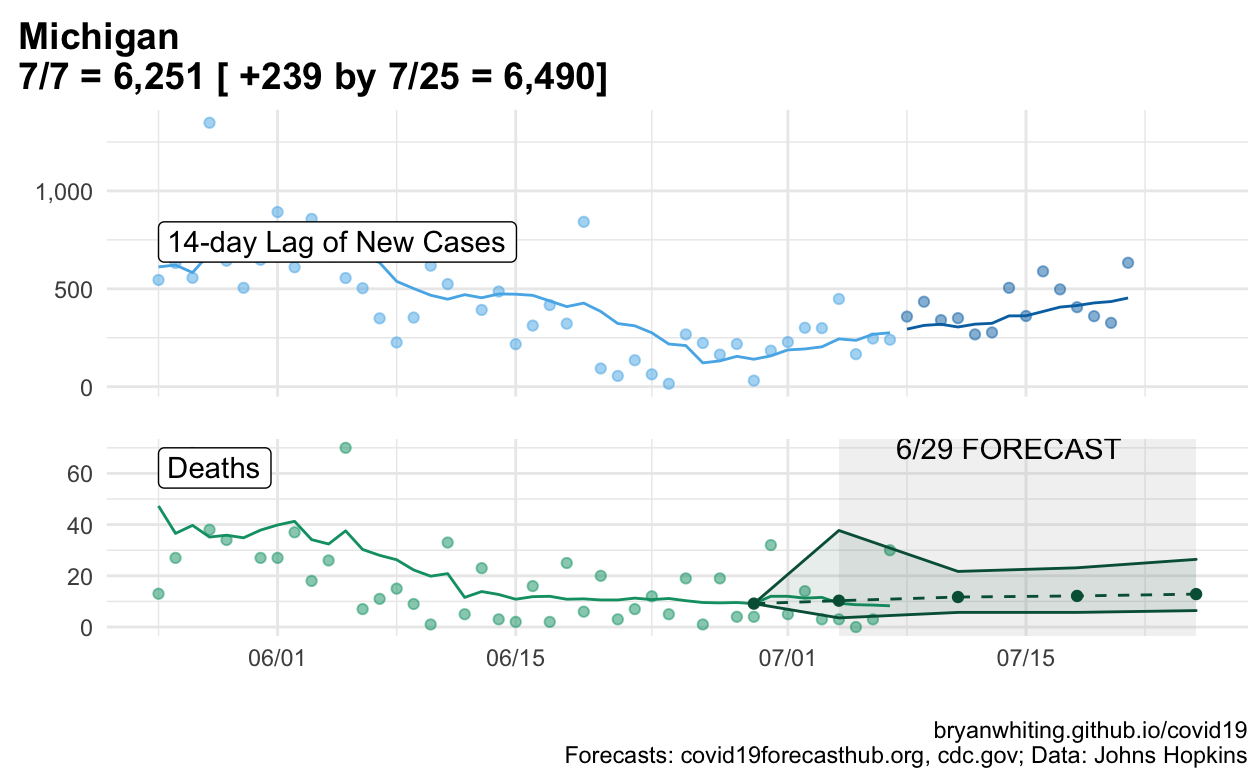 Michigan
7/7 = 6,251 [ +239 by 7/25 = 6,490]
1,000
500
0
14-day Lag of New Cases
60
40
20
0
Deaths
6/29 FORECAST
06/01 06/15 07/01 07/15
bryanwhiting.github.io/covid19
Forecasts: covid19forecasthub.org, cdc.gov; Data: Johns Hopkins